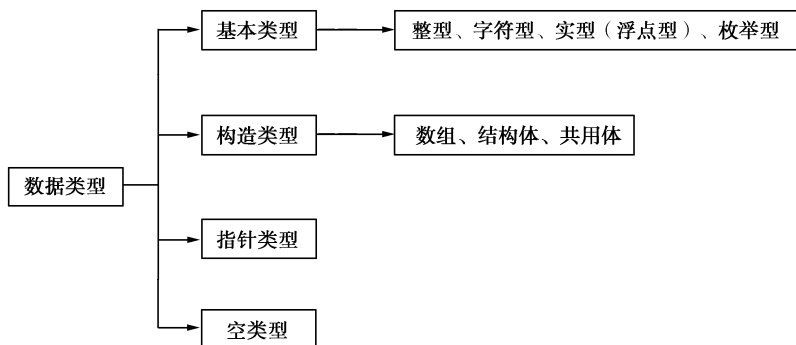 基本类型
整型、字符型、实型（浮点型）、枚举型
构造类型
数组、结构体、共用体
数据类型
指针类型
空类型